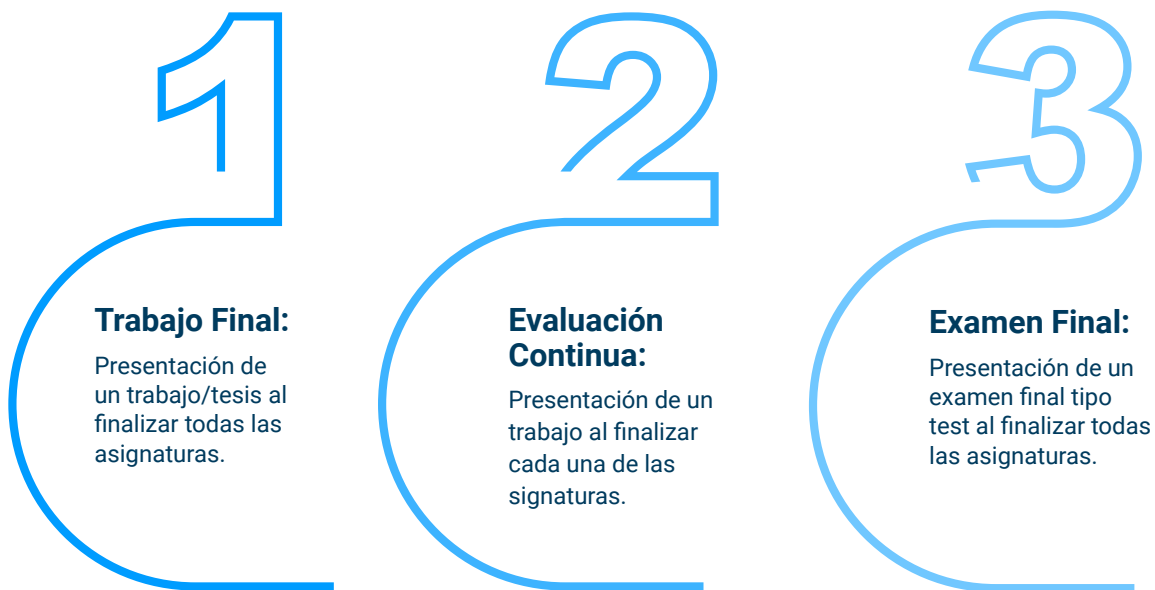 1
Trabajo Final:
Presentación de
un trabajo/tesis al
finalizar todas las
asignaturas.
2
Evaluación
Continua:
Presentación de un
trabajo al finalizar
cada una de las
signaturas.
3
Examen Final:
Presentación de un
examen final tipo
test al finalizar todas
las asignaturas.